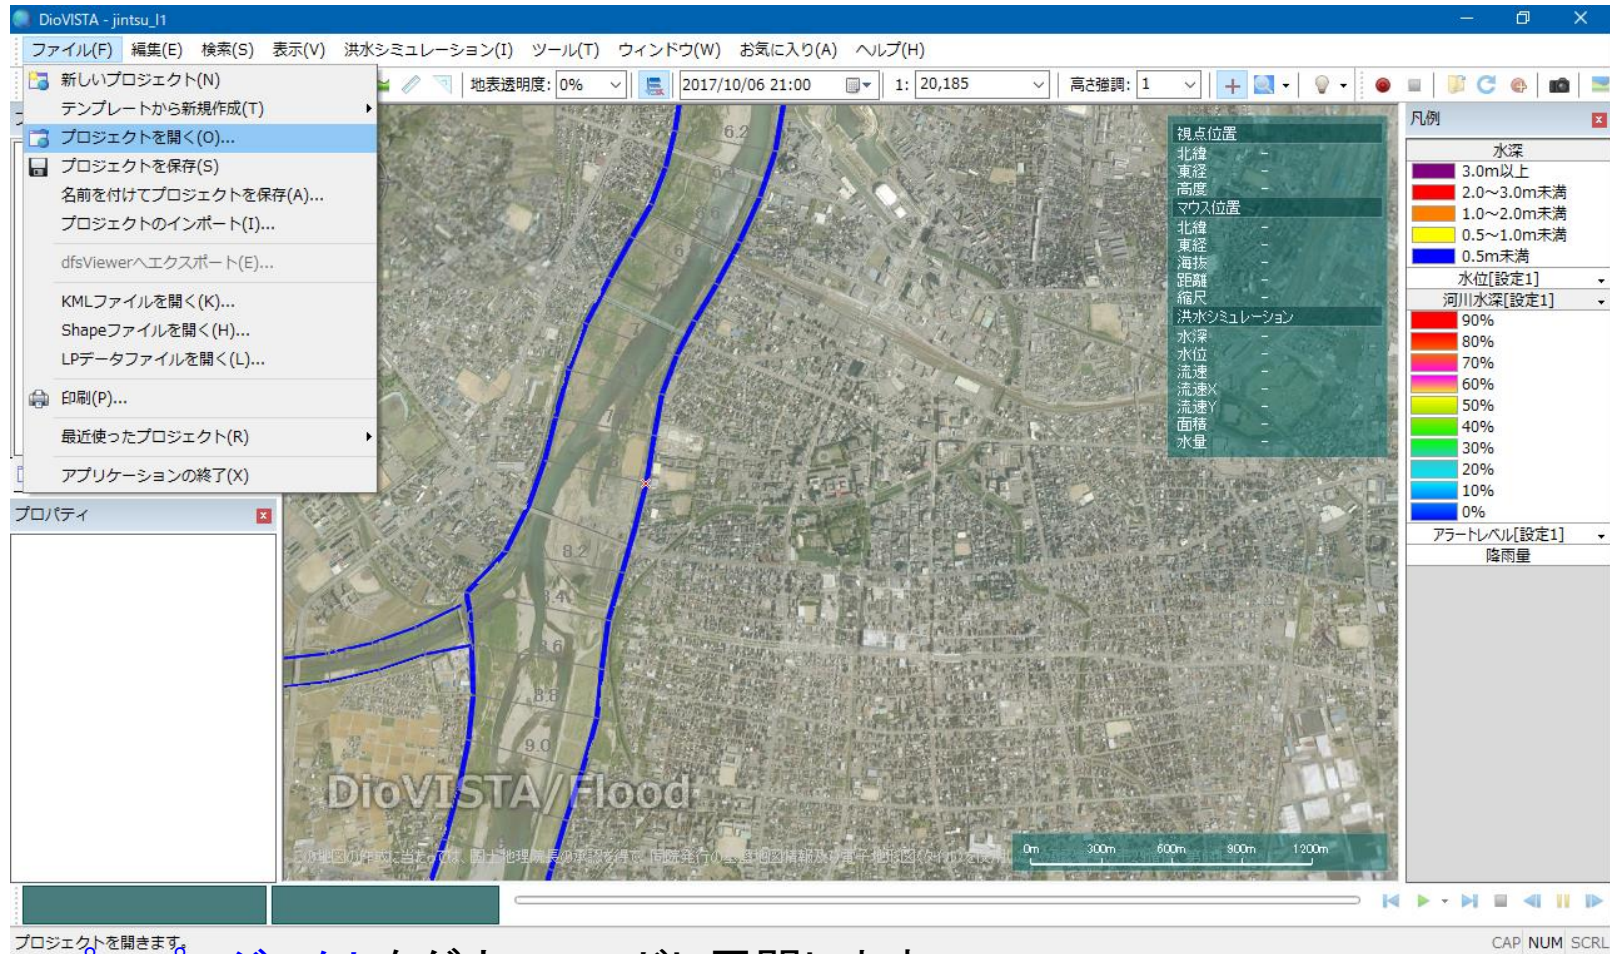 DioVISTA - jintsu_l1
ファイル(F) 編集(E) 検索(S) 表示(V) 洪水シミュレーション(I) ツール(T) ウィンドウ(W) お気に入り(A) ヘルプ(H)
地表透明度: 0% 2017/10/06 21:00 1: 20,185 高さ強調: 1
新しいプロジェクト(N)
テンプレートから新規作成(T)
プロジェクトを開く(O)...
プロジェクトを保存(S)
名前を付けてプロジェクトを保存(A)...
プロジェクトのインポート(I)...
dfsViewerへエクスポート(E)...
KMLファイルを開く(K)...
Shapeファイルを開く(H)...
LPデータファイルを開く(L)...
印刷(P)...
最近使ったプロジェクト(R)
アプリケーションの終了(X)
プロパティ
6.2
8.2
8.4
8.6
8.8
9.0
視点位置
北緯 -
東経 -
高度 -
マウス位置
北緯 -
東経 -
海抜 -
距離 -
縮尺 -
洪水シミュレーション
水深 -
水位 -
流速 -
流速X -
流速Y -
面積 -
水量 -
DioVISTA/Flood
0m 300m 600m 900m 1200m
凡例
水深
3.0m以上
2.0～3.0m未満
1.0～2.0m未満
0.5～1.0m未満
0.5m未満
水位[設定1]
河川水深[設定1]
90%
80%
70%
60%
50%
40%
30%
20%
10%
0%
アラートレベル[設定1]
降雨量
プロジェクトを開きます。
CAP NUM SCRL